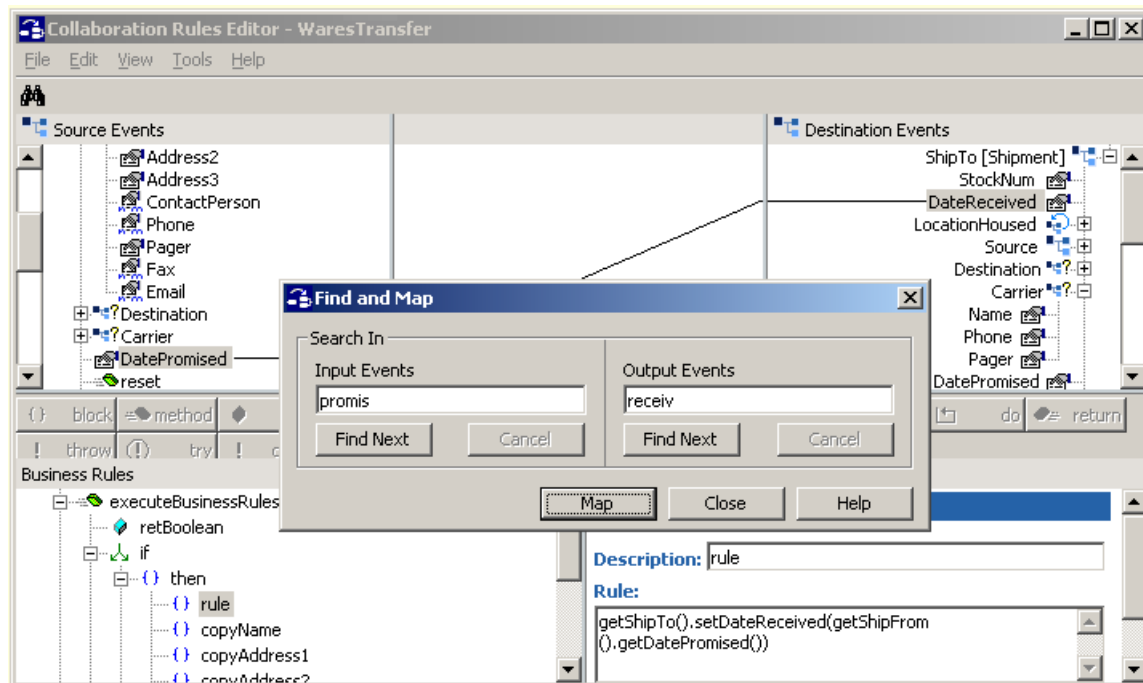 Collaboration Rules Editor - WaresTransfer
File Edit View Tools Help
Source Events
Destination Events
Address2
Address3
ContactPerson
Phone
Pager
Fax
Email
?Destination
?Carrier
DatePromised
reset
ShipTo [Shipment]
StockNum
DateReceived
LocationHoused
Source
Destination ?
Carrier ?
Name
Phone
Pager
DatePromised
Find and Map
Search In
Input Events
Output Events
promis
receiv
Find Next
Cancel
Find Next
Cancel
Map
Close
Help
{} block
method
do
return
! throw
(!) try
!
Business Rules
executeBusinessRules
retBoolean
if
{} then
{} rule
{} copyName
{} copyAddress1
{} copyAddress2
Description: rule
Rule:
getShipTo().setDateReceived(getShipFrom
().getDatePromised())